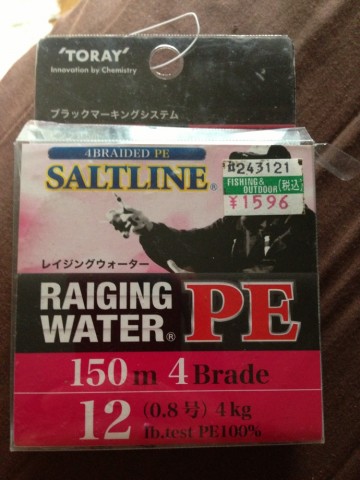 'TORAY'
Innovation by Chemistry
ブラックマーキングシステム
4BRAIDED PE
SALTLINE®
243121
FISHING&
OUTDOOR (税込)
¥1596
レイジングウォーター
RAIGING
WATER® PE
150m 4 Brade
12 (0.8号) 4kg
lb.test PE100%